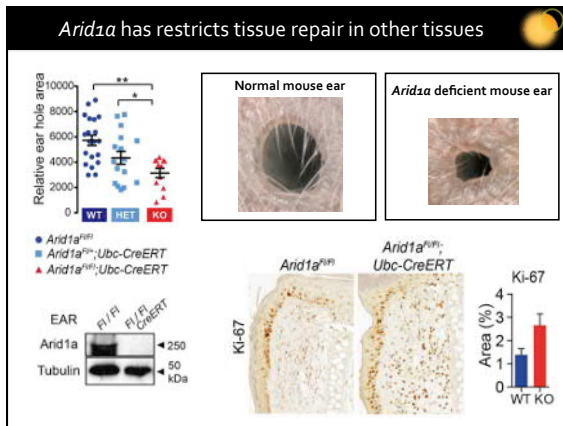 Arid1a has restricts tissue repair in other tissues
Relative ear hole area
10000
8000
6000
4000
2000
0
**
*
WT HET KO
Arid1aFl/Fl
Arid1aFl/+;Ubc-CreERT
Arid1aFl/Fl;Ubc-CreERT
Normal mouse ear
Arid1a deficient mouse ear
EAR
Fl / Fl
Fl / Fl
CreERT
Arid1a
250
Tubulin
50
kDa
Ki-67
Arid1aFl/Fl
Arid1aFl/Fl;
Ubc-CreERT
Ki-67
Area (%)
4
3
2
1
0
WT KO